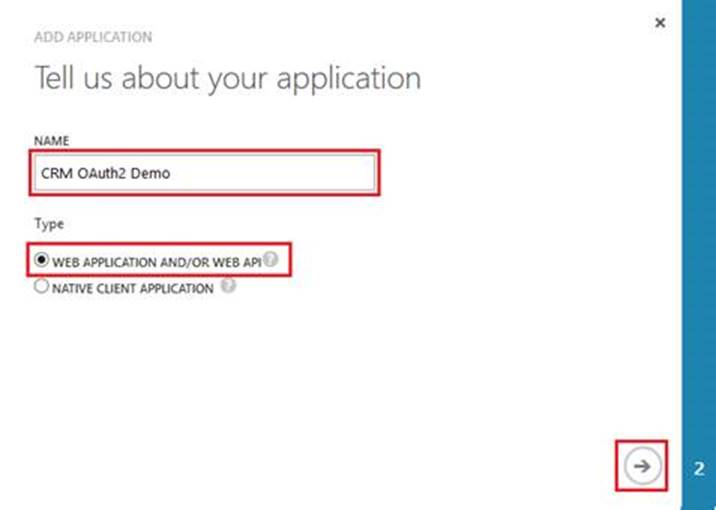 ×
ADD APPLICATION
Tell us about your application
NAME
CRM OAuth2 Demo
Type
WEB APPLICATION AND/OR WEB API ?
NATIVE CLIENT APPLICATION ?
2